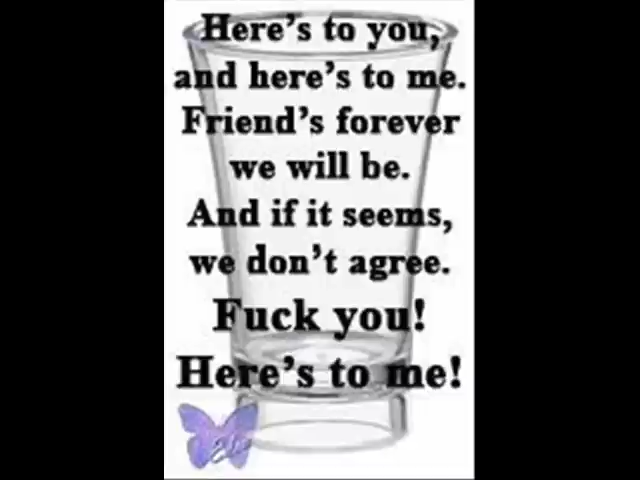 Here's to you,
and here's to me.
Friend's forever
we will be.
And if it seems,
we don't agree.
Fuck you!
Here's to me!